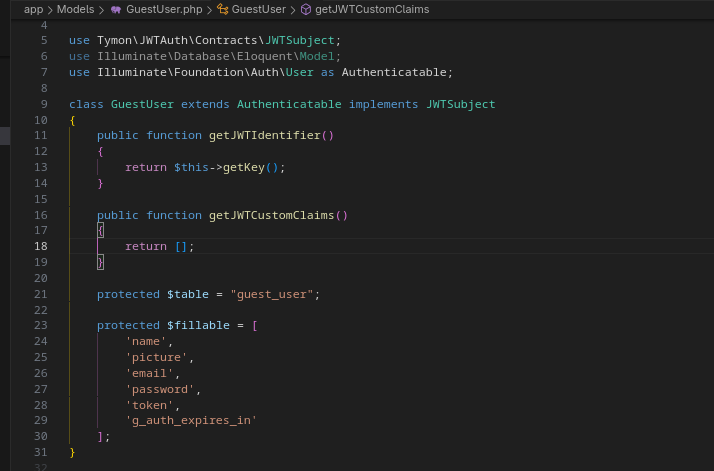 app > Models > GuestUser.php > GuestUser > getJWTCustomClaims
4
5 use Tymon\JWTAuth\Contracts\JWTSubject;
6 use Illuminate\Database\Eloquent\Model;
7 use Illuminate\Foundation\Auth\User as Authenticatable;
8
9 class GuestUser extends Authenticatable implements JWTSubject
10 {
11     public function getJWTIdentifier()
12     {
13         return $this->getKey();
14     }
15
16     public function getJWTCustomClaims()
17     {
18         return [];
19     }
20
21     protected $table = "guest_user";
22
23     protected $fillable = [
24         'name',
25         'picture',
26         'email',
27         'password',
28         'token',
29         'g_auth_expires_in'
30     ];
31 }
32